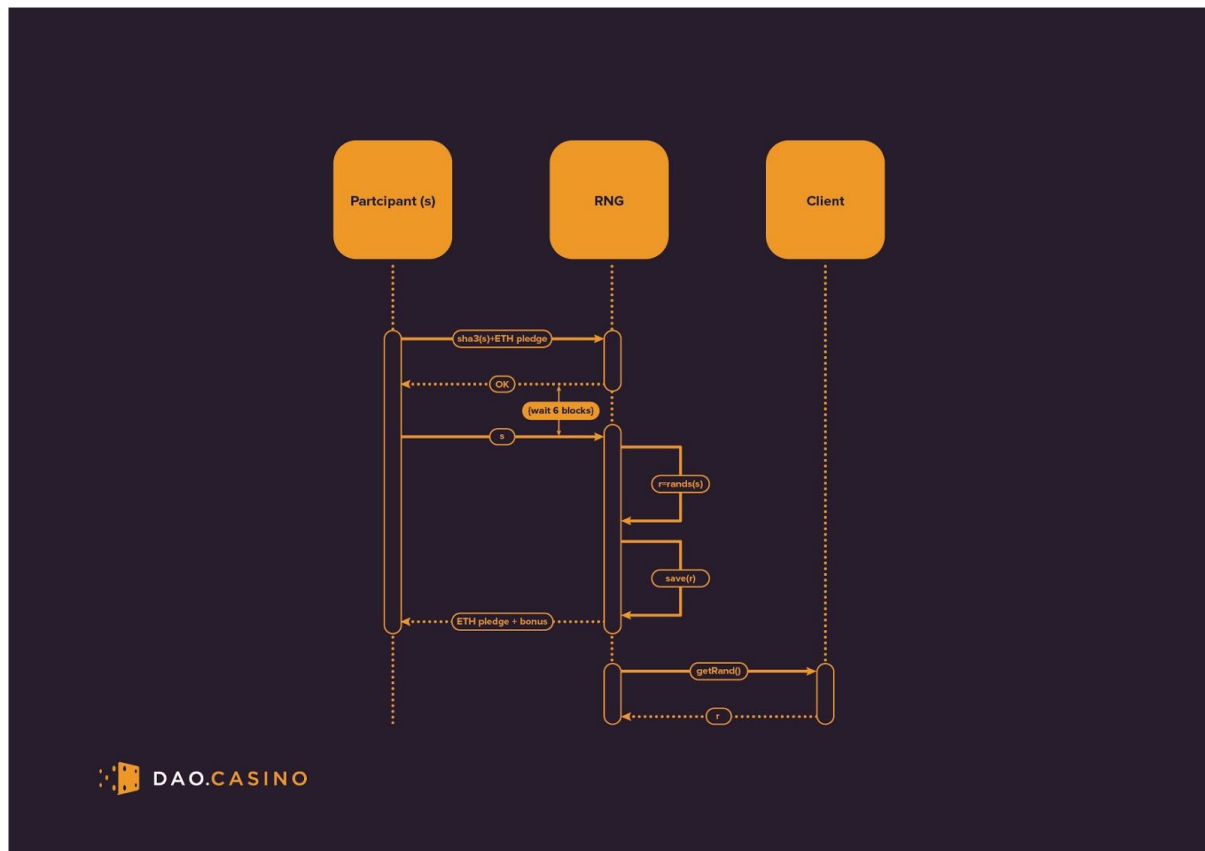 Partcipant (s)
RNG
Client
sha3(s)+ETH pledge
OK
(wait 6 blocks)
s
r=rands(s)
save(r)
ETH pledge + bonus
getRand()
r
DAO.CASINO